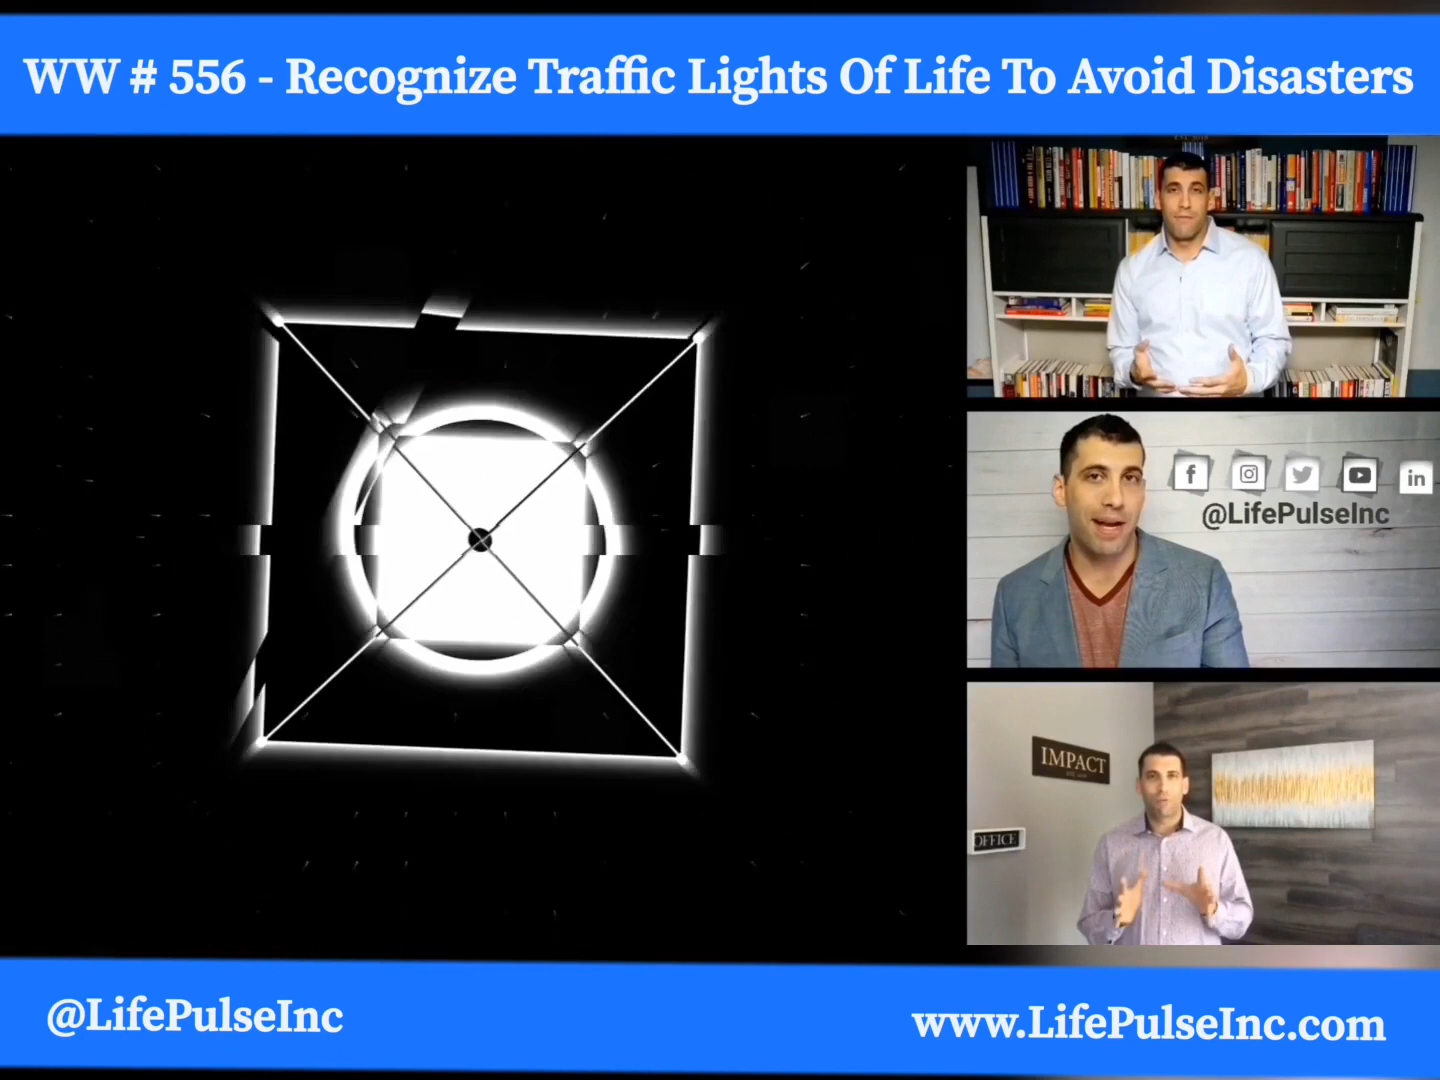 WW # 556 - Recognize Traffic Lights Of Life To Avoid Disasters
@LifePulseInc
IMPACT
OFFICE
@LifePulseInc
www.LifePulseInc.com